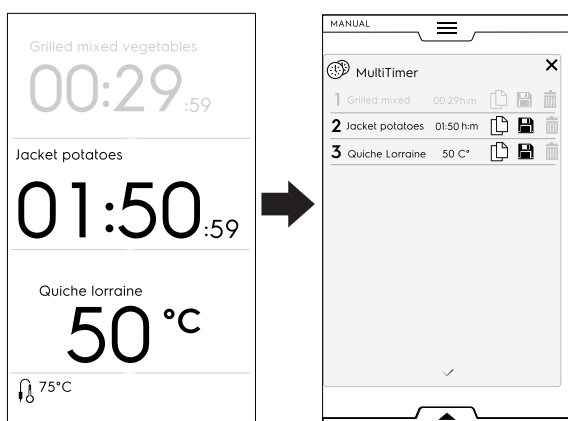 Grilled mixed vegetables
00:29:59
Jacket potatoes
01:50:59
Quiche lorraine
50 °C
75°C
MANUAL
MultiTimer
1 Grilled mixed 00:29h:m
2 Jacket potatoes 01:50 h:m
3 Quiche Lorraine 50 C°